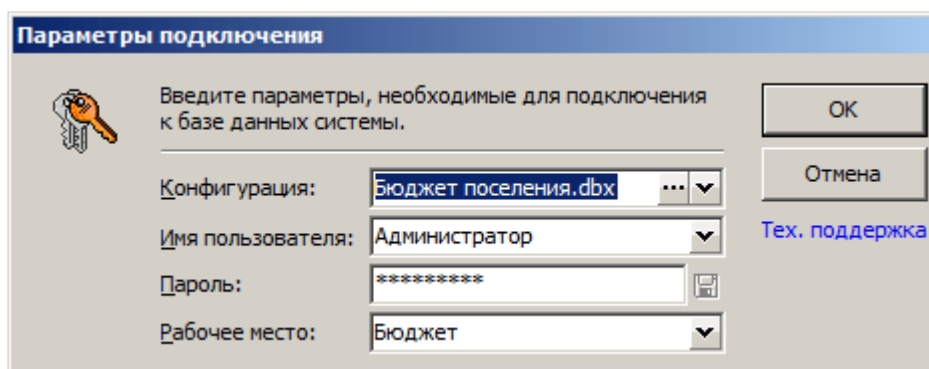 Параметры подключения
Введите параметры, необходимые для подключения
к базе данных системы.
OK
Отмена
Тех. поддержка
Конфигурация: Бюджет поселения.dbx ...
Имя пользователя: Администратор
Пароль: *********
Рабочее место: Бюджет